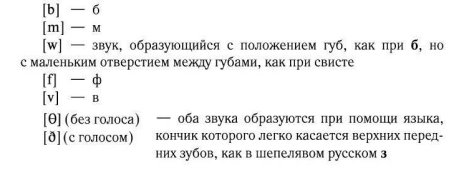 [b] — б
[m] — м
[w] — звук, образующийся с положением губ, как при б, но
с маленьким отверстием между губами, как при свисте
[f] — ф
[v] — в
[θ] (без голоса) — оба звука образуются при помощи языка,
[ð] (с голосом) кончик которого легко касается верхних перед-
них зубов, как в шепелявом русском з